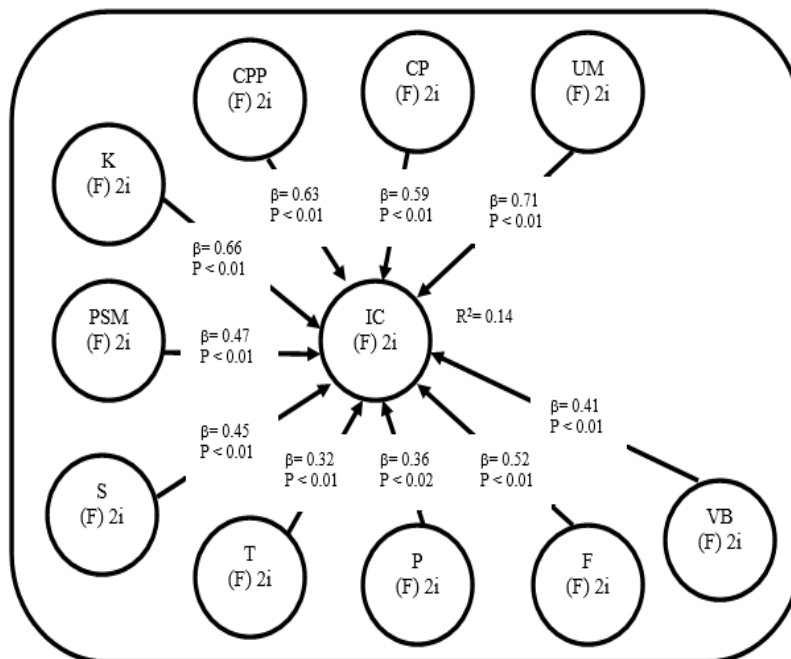 CPP
(F) 2i
CP
(F) 2i
UM
(F) 2i
K
(F) 2i
β= 0.63
P < 0.01
β= 0.59
P < 0.01
β= 0.71
P < 0.01
β= 0.66
P < 0.01
PSM
(F) 2i
β= 0.47
P < 0.01
IC
(F) 2i
R²= 0.14
β= 0.41
P < 0.01
β= 0.45
P < 0.01
β= 0.32
P < 0.01
β= 0.36
P < 0.02
β= 0.52
P < 0.01
S
(F) 2i
T
(F) 2i
P
(F) 2i
F
(F) 2i
VB
(F) 2i